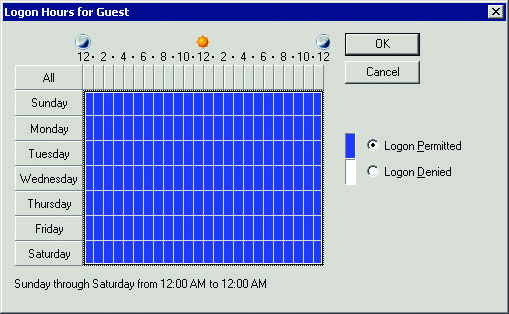 Logon Hours for Guest
12 · 2 · 4 · 6 · 8 · 10 · 12 · 2 · 4 · 6 · 8 · 10 · 12
OK
Cancel
All
Sunday
Monday
Tuesday
Wednesday
Thursday
Friday
Saturday
Logon Permitted
Logon Denied
Sunday through Saturday from 12:00 AM to 12:00 AM